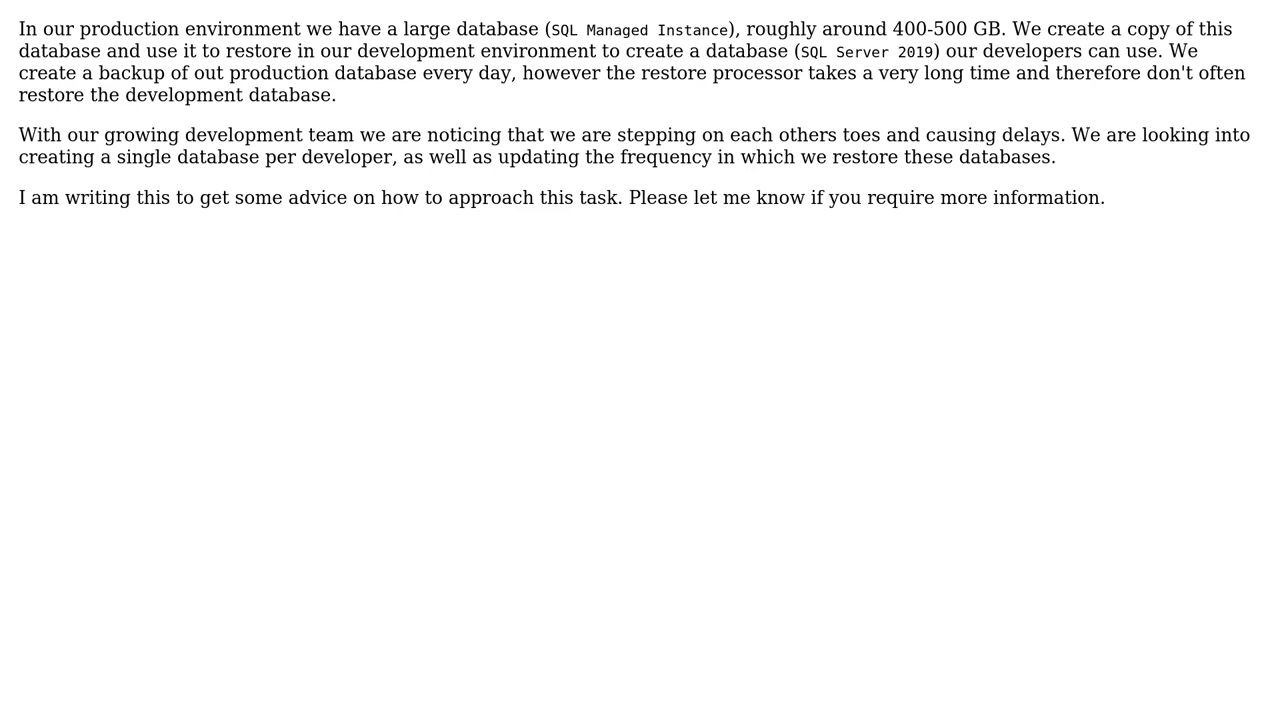 In our production environment we have a large database (SQL Managed Instance), roughly around 400-500 GB. We create a copy of this
database and use it to restore in our development environment to create a database (SQL Server 2019) our developers can use. We
create a backup of out production database every day, however the restore processor takes a very long time and therefore don't often
restore the development database.
With our growing development team we are noticing that we are stepping on each others toes and causing delays. We are looking into
creating a single database per developer, as well as updating the frequency in which we restore these databases.
I am writing this to get some advice on how to approach this task. Please let me know if you require more information.